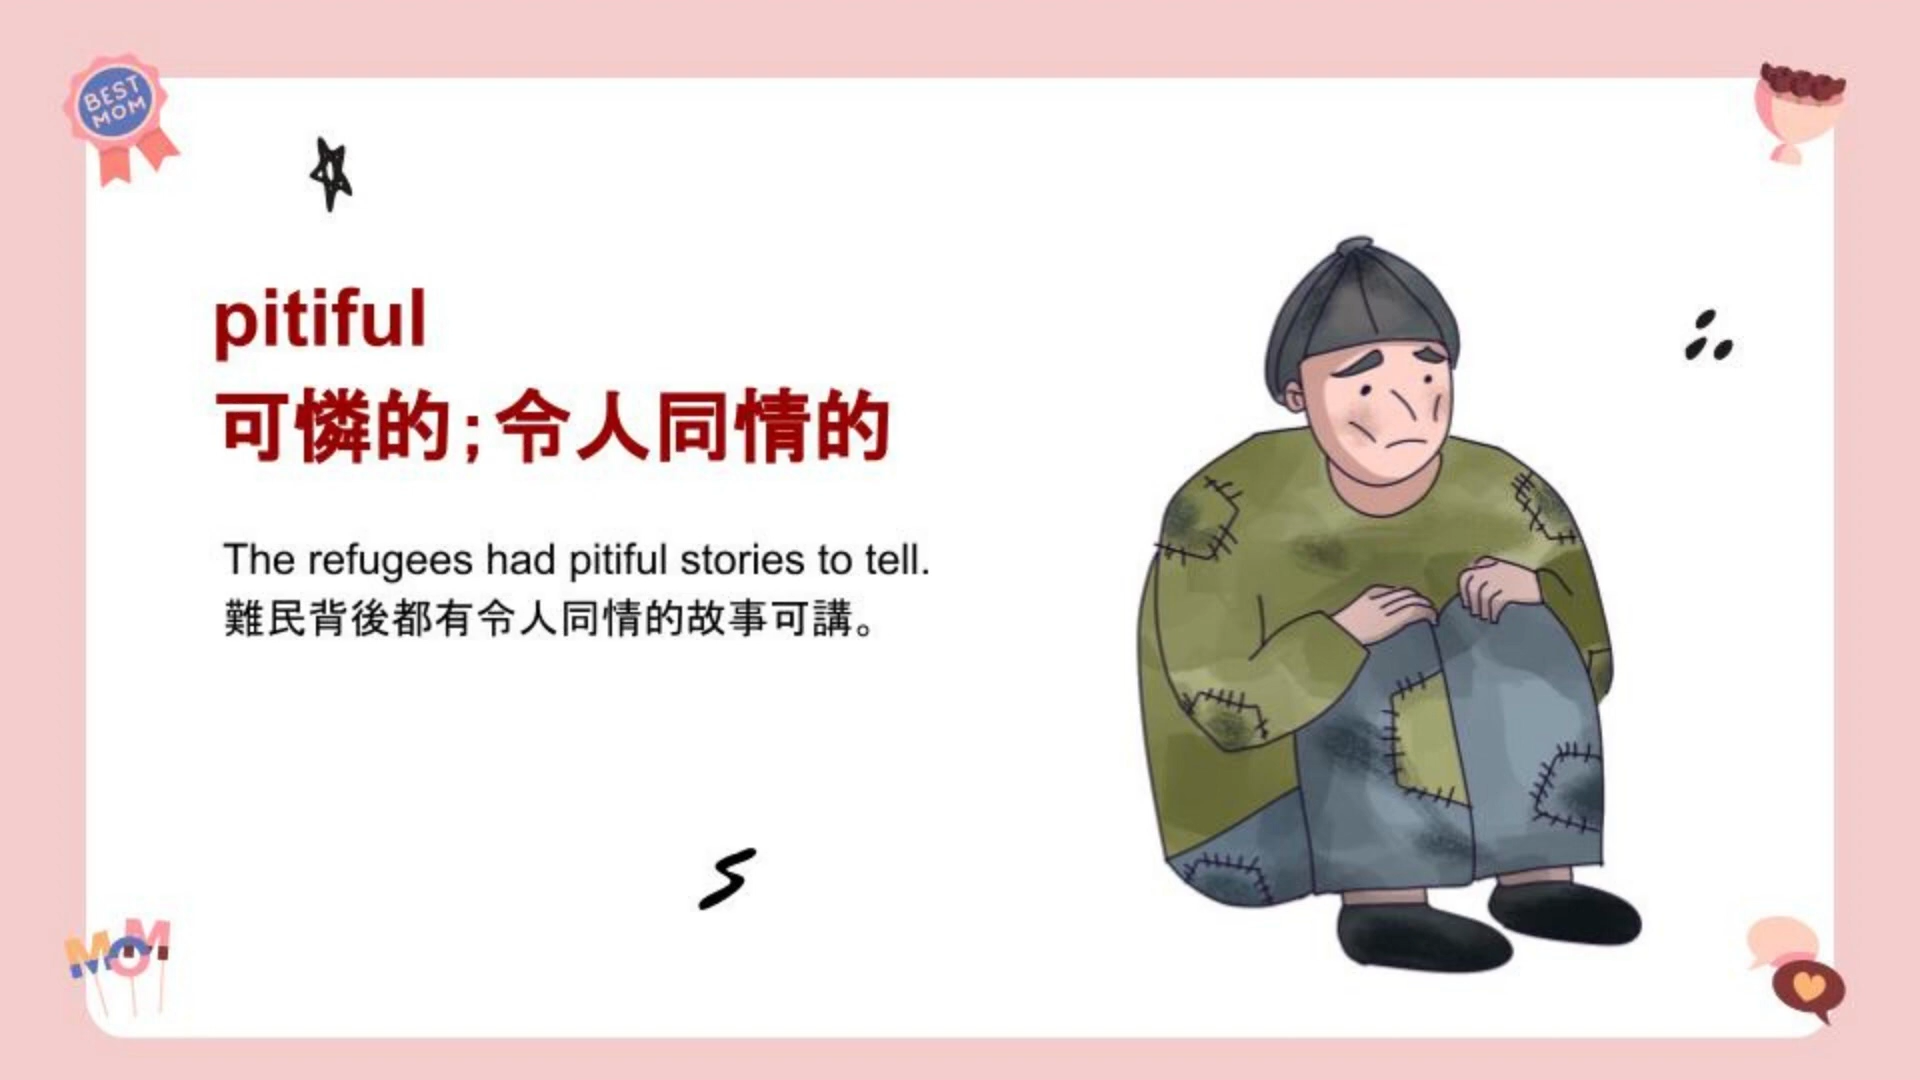 BEST
MOM
pitiful
可憐的;令人同情的
The refugees had pitiful stories to tell.
難民背後都有令人同情的故事可講。
MOM